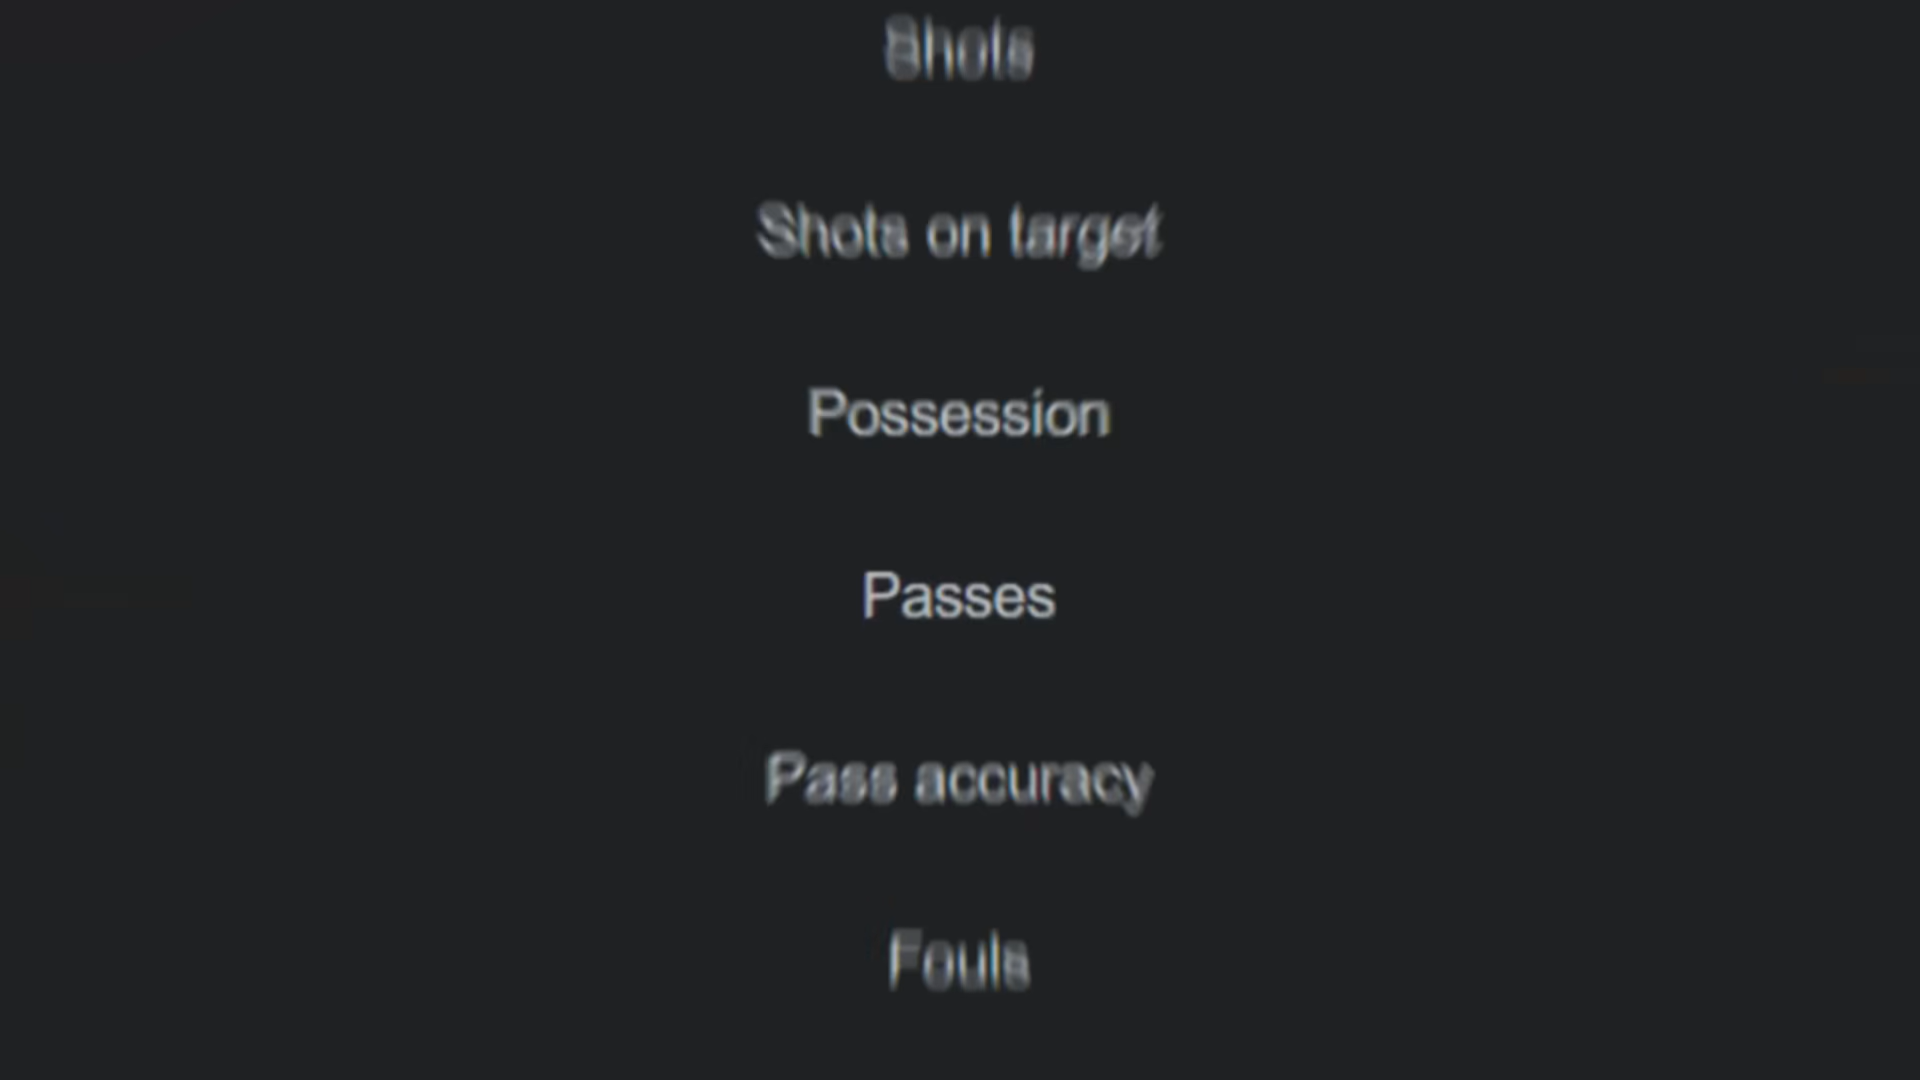 Shots
Shots on target
Possession
Passes
Pass accuracy
Fouls